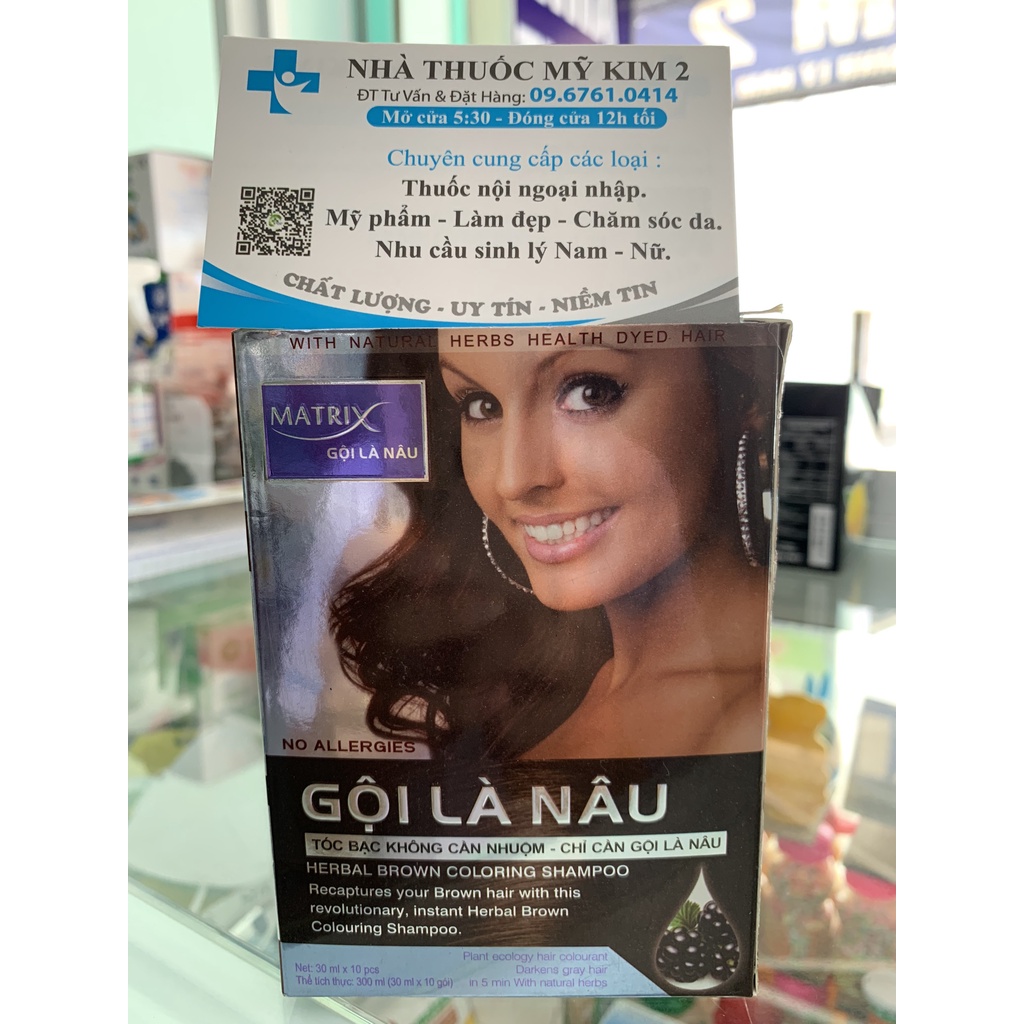 NHÀ THUỐC MỸ KIM 2
ĐT Tư Vấn & Đặt Hàng: 09.6761.0414
Mở cửa 5:30 - Đóng cửa 12h tối
Chuyên cung cấp các loại :
Thuốc nội ngoại nhập.
Mỹ phẩm - Làm đẹp - Chăm sóc da.
Nhu cầu sinh lý Nam - Nữ.
CHẤT LƯỢNG - UY TÍN - NIỀM TIN
WITH NATURAL HERBS HEALTH DYED HAIR
MATRIX
GỘI LÀ NÂU
NO ALLERGIES
GỘI LÀ NÂU
TÓC BẠC KHÔNG CẦN NHUỘM - CHỈ CẦN GỘI LÀ NÂU
HERBAL BROWN COLORING SHAMPOO
Recaptures your Brown hair with this
revolutionary, instant Herbal Brown
Colouring Shampoo.
Plant ecology hair colourant
Darkens gray hair
in 5 min With natural herbs
Net: 30 ml x 10 pcs
Thể tích thực: 300 ml (30 ml x 10 gói)